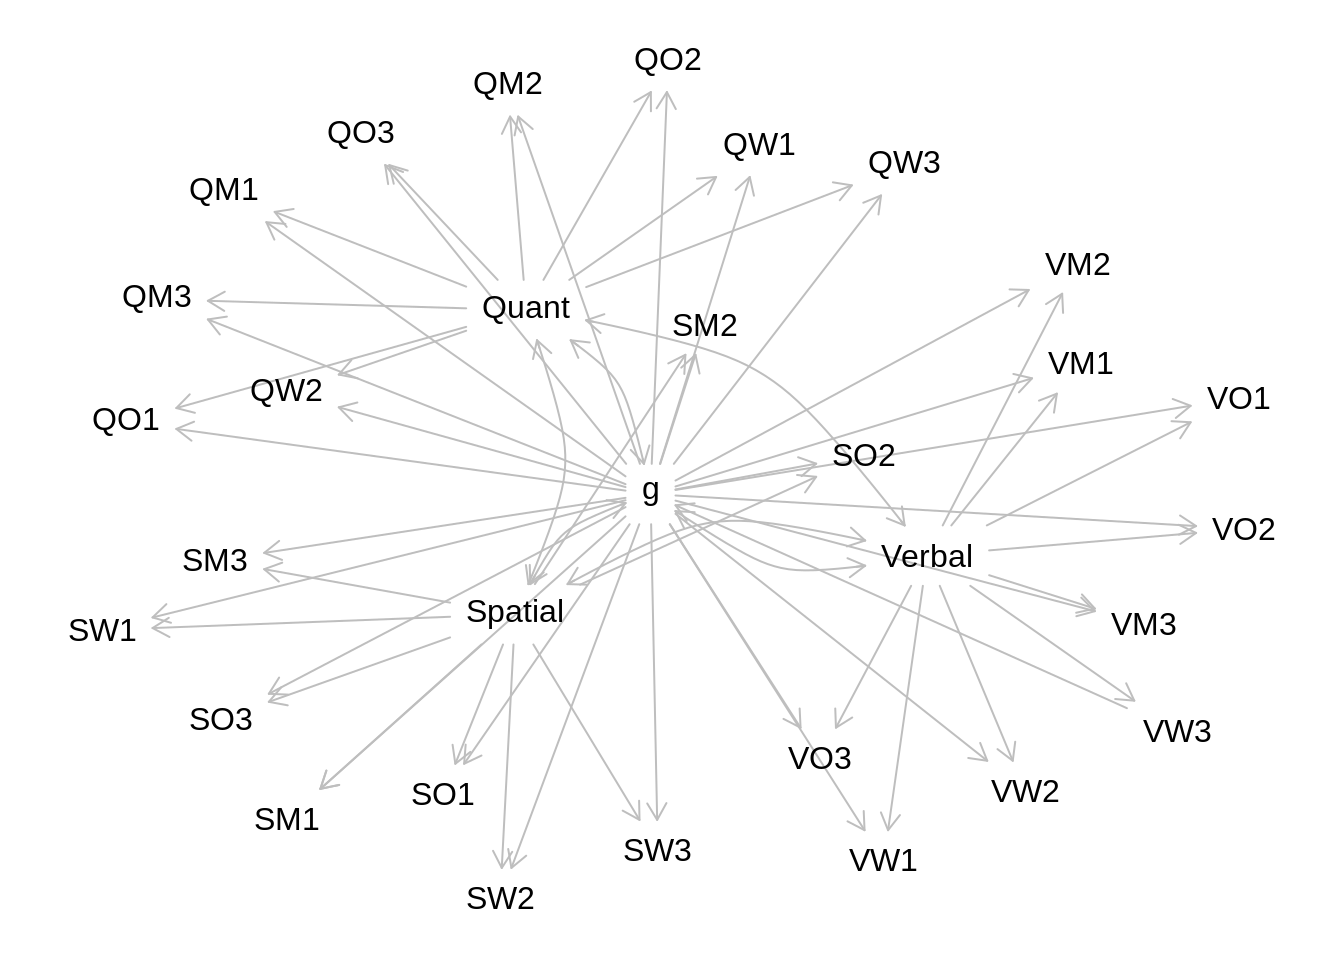 QO2
QM2
QO3
QW1
QW3
QM1
VM2
QM3
Quant
SM2
VM1
QW2
VO1
QO1
SO2
g
VO2
SM3
Verbal
Spatial
VM3
SW1
SO3
VW3
VO3
SO1
VW2
SM1
SW3
VW1
SW2